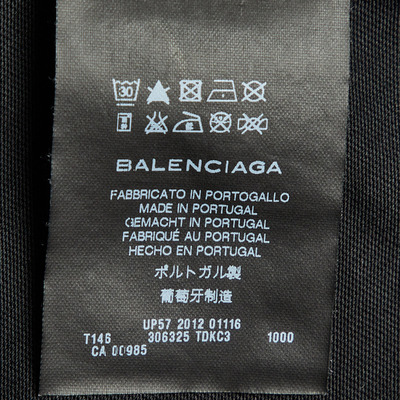 30
BALENCIAGA
FABBRICATO IN PORTOGALLO
MADE IN PORTUGAL
GEMACHT IN PORTUGAL
FABRIQUÉ AU PORTUGAL
HECHO EN PORTUGAL
ポルトガル製
葡萄牙制造
UP57 2012 01116
T146 306325 TDKC3 1000
CA 00985